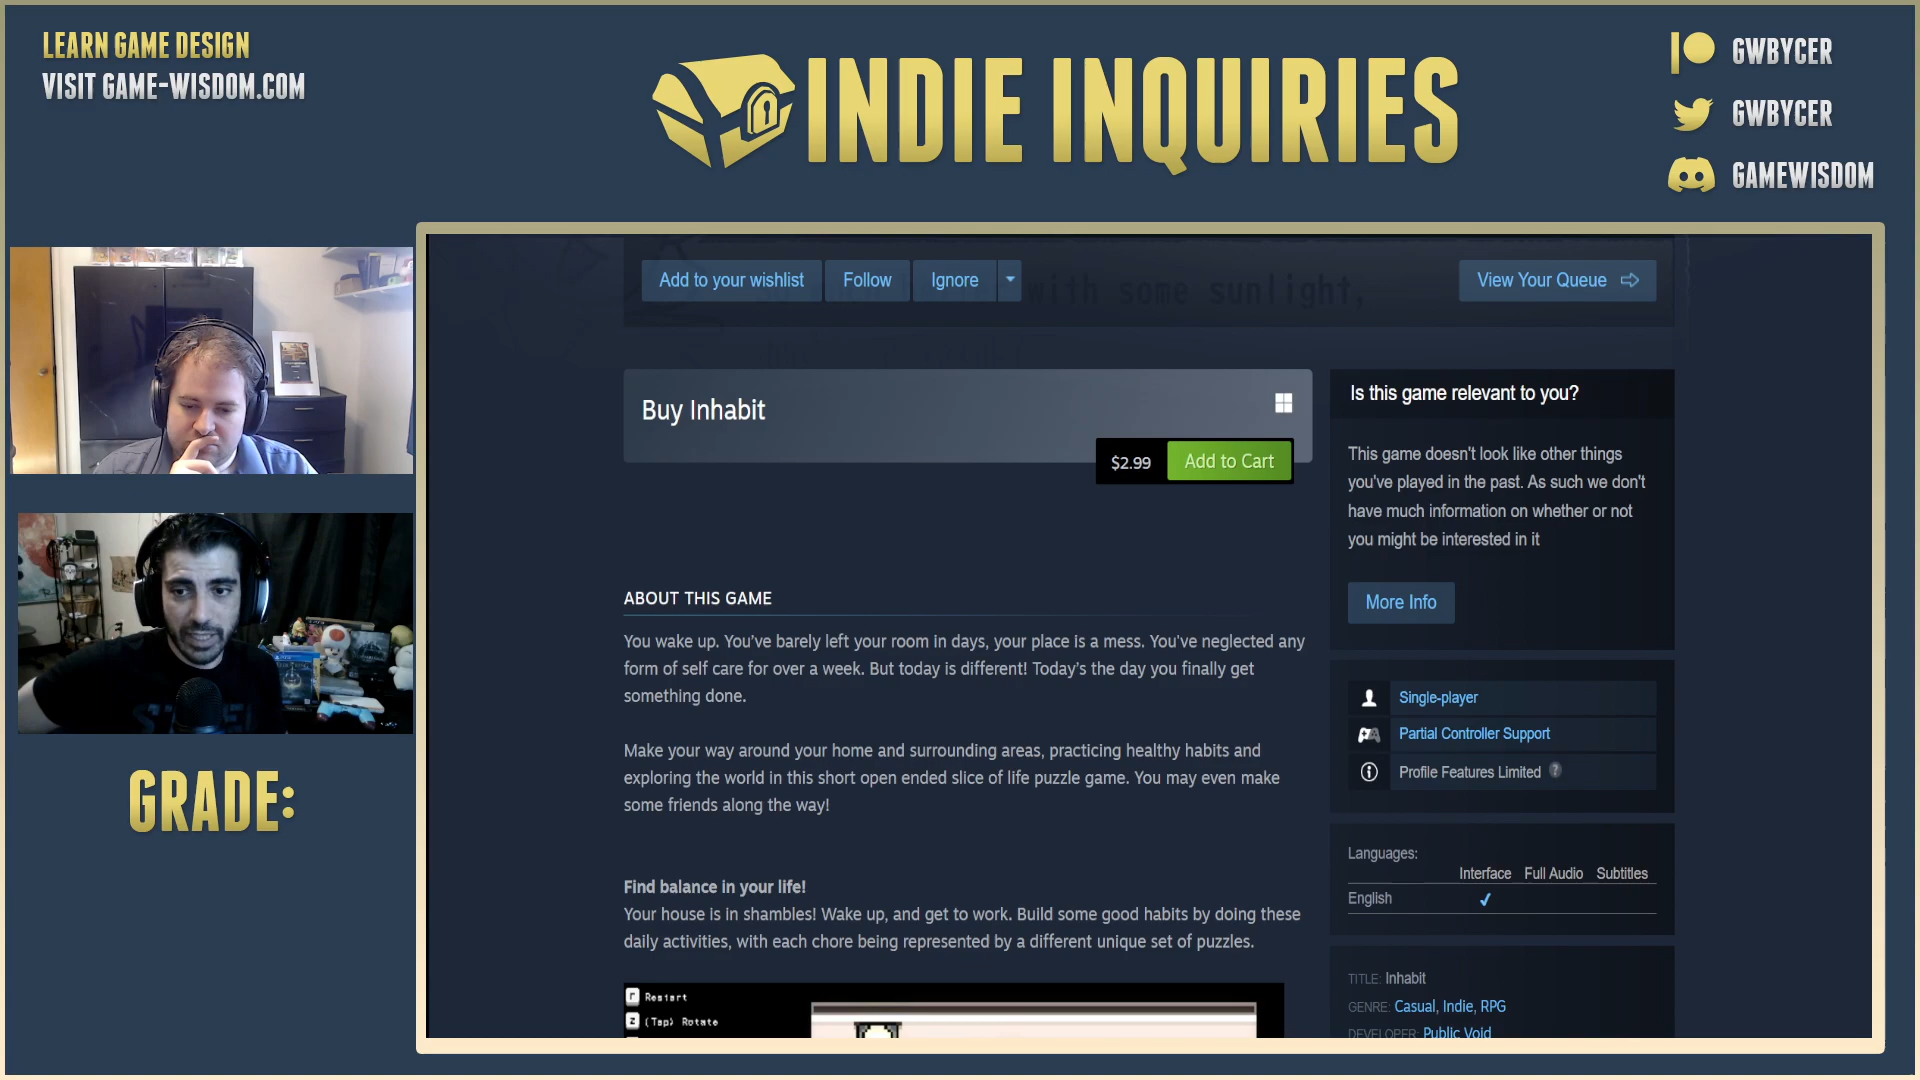 LEARN GAME DESIGN
VISIT GAME-WISDOM.COM
INDIE INQUIRIES
GWBYCER
GWBYCER
GAMEWISDOM
Add to your wishlist
Follow
Ignore
with some sunlight,
View Your Queue
Buy Inhabit
$2.99
Add to Cart
Is this game relevant to you?
This game doesn't look like other things
you've played in the past. As such we don't
have much information on whether or not
you might be interested in it
More Info
ABOUT THIS GAME
You wake up. You've barely left your room in days, your place is a mess. You've neglected any
form of self care for over a week. But today is different! Today's the day you finally get
something done.
Make your way around your home and surrounding areas, practicing healthy habits and
exploring the world in this short open ended slice of life puzzle game. You may even make
some friends along the way!
Find balance in your life!
Your house is in shambles! Wake up, and get to work. Build some good habits by doing these
daily activities, with each chore being represented by a different unique set of puzzles.
r Restart
z (Tap) Rotate
Single-player
Partial Controller Support
Profile Features Limited ?
Languages:
Interface Full Audio Subtitles
English ✓
TITLE: Inhabit
GENRE: Casual, Indie, RPG
DEVELOPER: Public Void
GRADE: